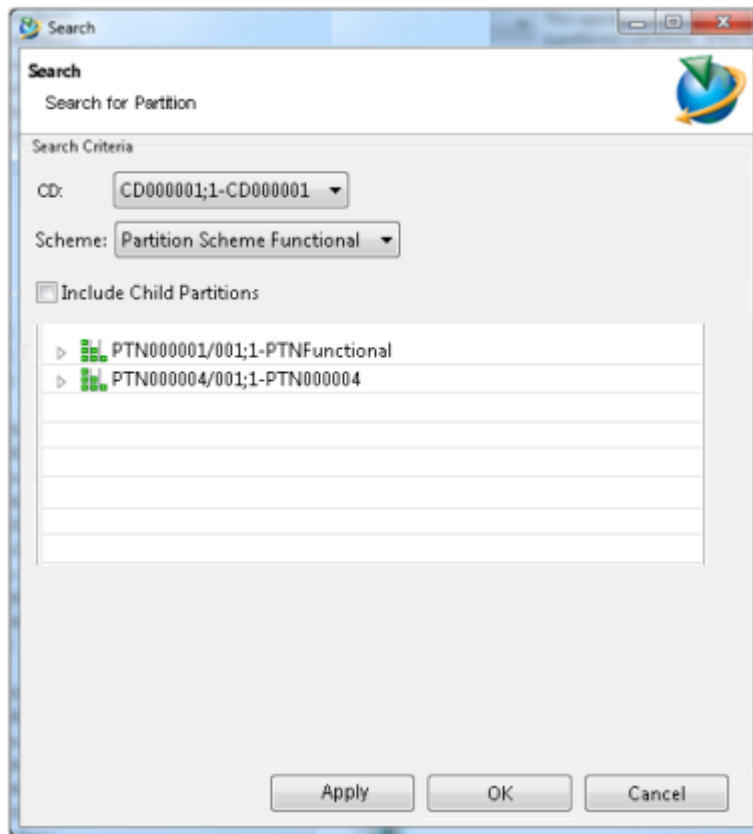 Search
Search
Search for Partition
Search Criteria
CD: CD000001;1-CD000001
Scheme: Partition Scheme Functional
Include Child Partitions
PTN000001/001;1-PTNFunctional
PTN000004/001;1-PTN000004
Apply OK Cancel